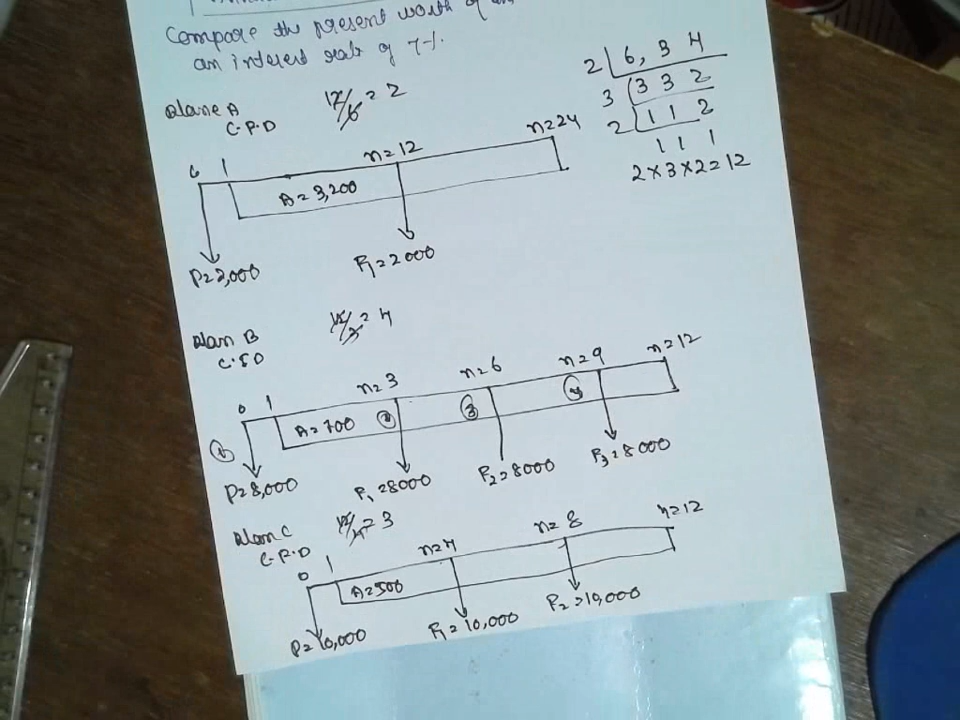 Compare the present worth of
an interest rate of 7%.
2 6, 3 4
3 3 3 2
2 1 1 2
1 1 1
2×3×2=12
Plane A
C.P.D
12/6 = 2
0 1 n=12 n=24
A=3,200
P=2,000
P1=2000
Plan B
12/3 = 4
0 1 n=3 n=6 n=9 n=12
A=700 2 3 4
1
P=8,000
P1=8000
P2=8000
P3=8000
Plan C
C.P.D
12/4 = 3
0 1 n=4 n=8 n=12
A=500
P=10,000
P1=10,000
P2=10,000